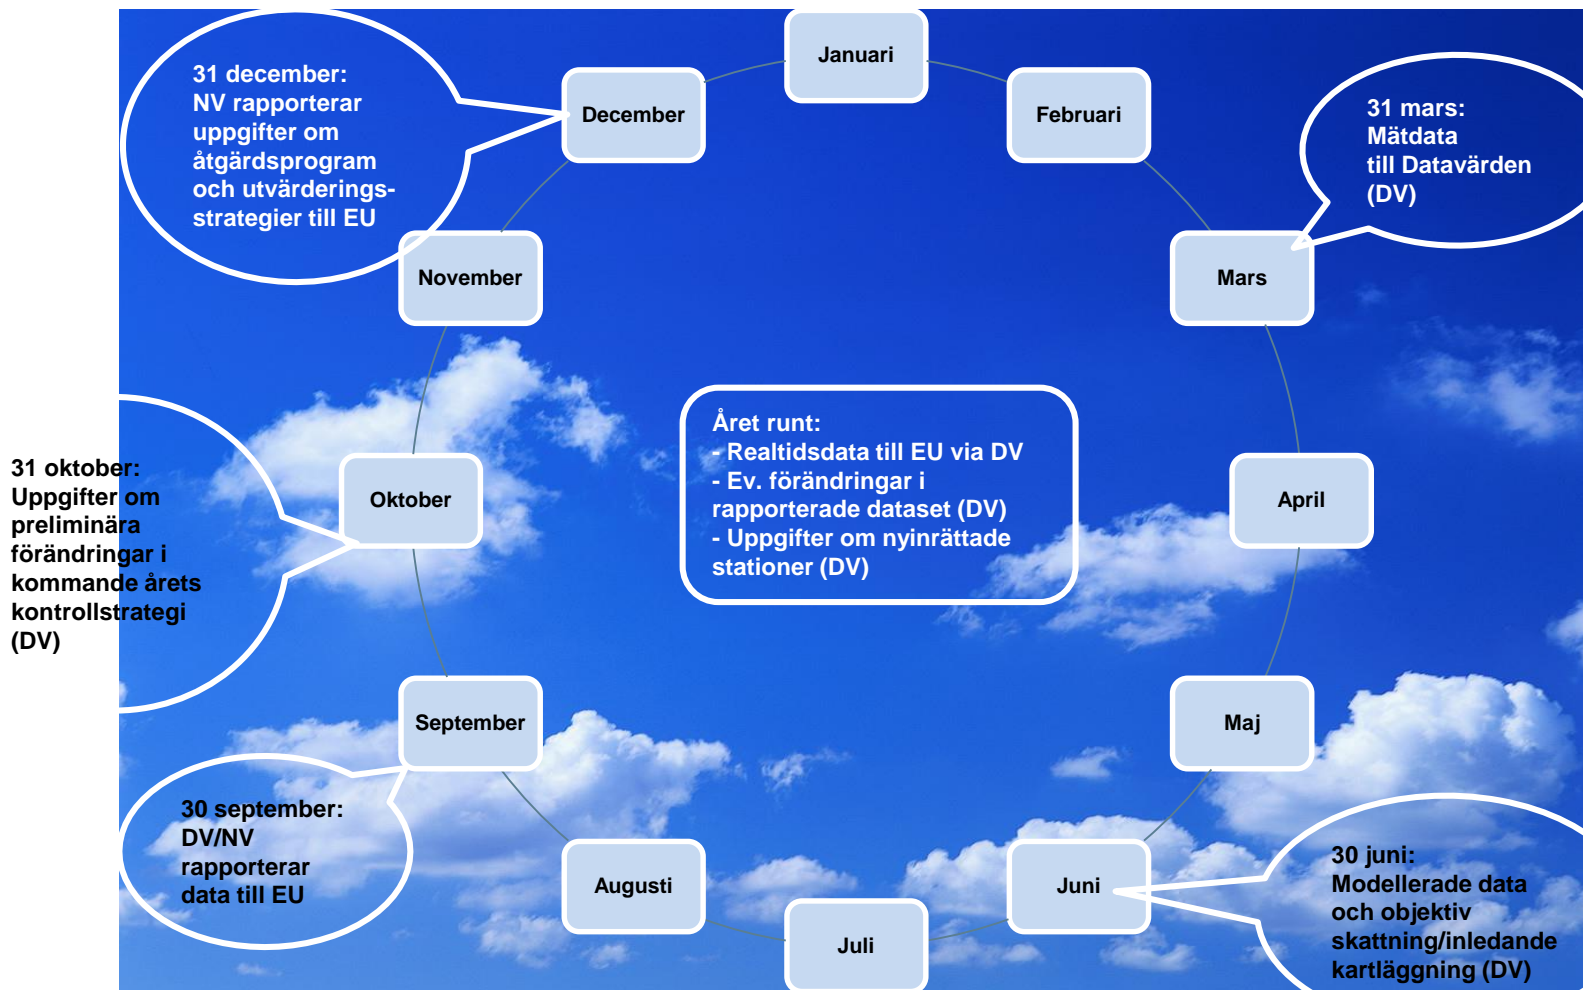 Januari
Februari
31 mars:
Mätdata
till Datavärden
(DV)
Mars
April
Maj
30 juni:
Modellerade data
och objektiv
skattning/inledande
kartläggning (DV)
Juni
Juli
Augusti
30 september:
DV/NV
rapporterar
data till EU
September
31 oktober:
Uppgifter om
preliminära
förändringar i
kommande årets
kontrollstrategi
(DV)
Oktober
November
31 december:
NV rapporterar
uppgifter om
åtgärdsprogram
och utvärderings-
strategier till EU
December
Året runt:
- Realtidsdata till EU via DV
- Ev. förändringar i
rapporterade dataset (DV)
- Uppgifter om nyinrättade
stationer (DV)